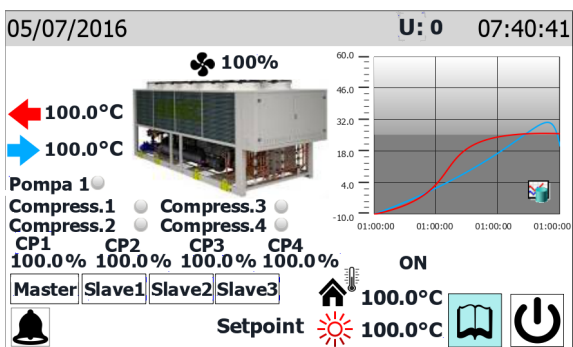 05/07/2016 U: 0 07:40:41
100%
100.0°C
100.0°C
Pompa 1
Compress.1 Compress.3
Compress.2 Compress.4
CP1 CP2 CP3 CP4
100.0% 100.0% 100.0% 100.0%
Master Slave1 Slave2 Slave3
60.0
46.0
32.0
18.0
4.0
-10.0
01:00:00 01:00:00 01:00:00 01:00:00
ON
100.0°C
Setpoint 100.0°C